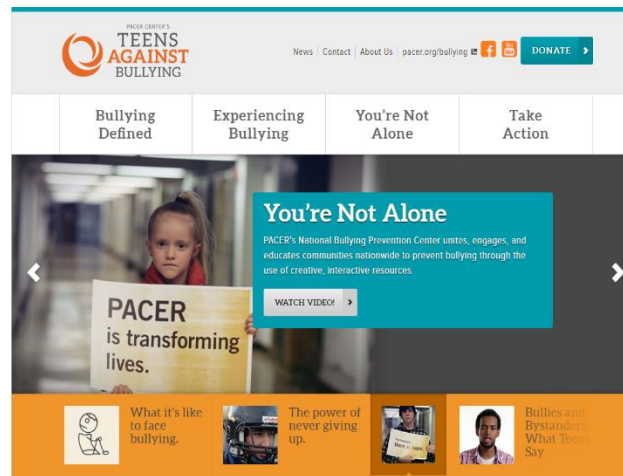 PACER CENTER'S
TEENS
AGAINST
BULLYING
News
Contact
About Us
pacer.org/bullying
DONATE
Bullying
Defined
Experiencing
Bullying
You're Not
Alone
Take
Action
You're Not Alone
PACER's National Bullying Prevention Center unites, engages, and
educates communities nationwide to prevent bullying through the
use of creative, interactive resources.
WATCH VIDEO!
PACER
is transforming
lives.
What it's like
to face
bullying.
The power of
never giving
up.
Bullies and
Bystanders:
What Teens
Say